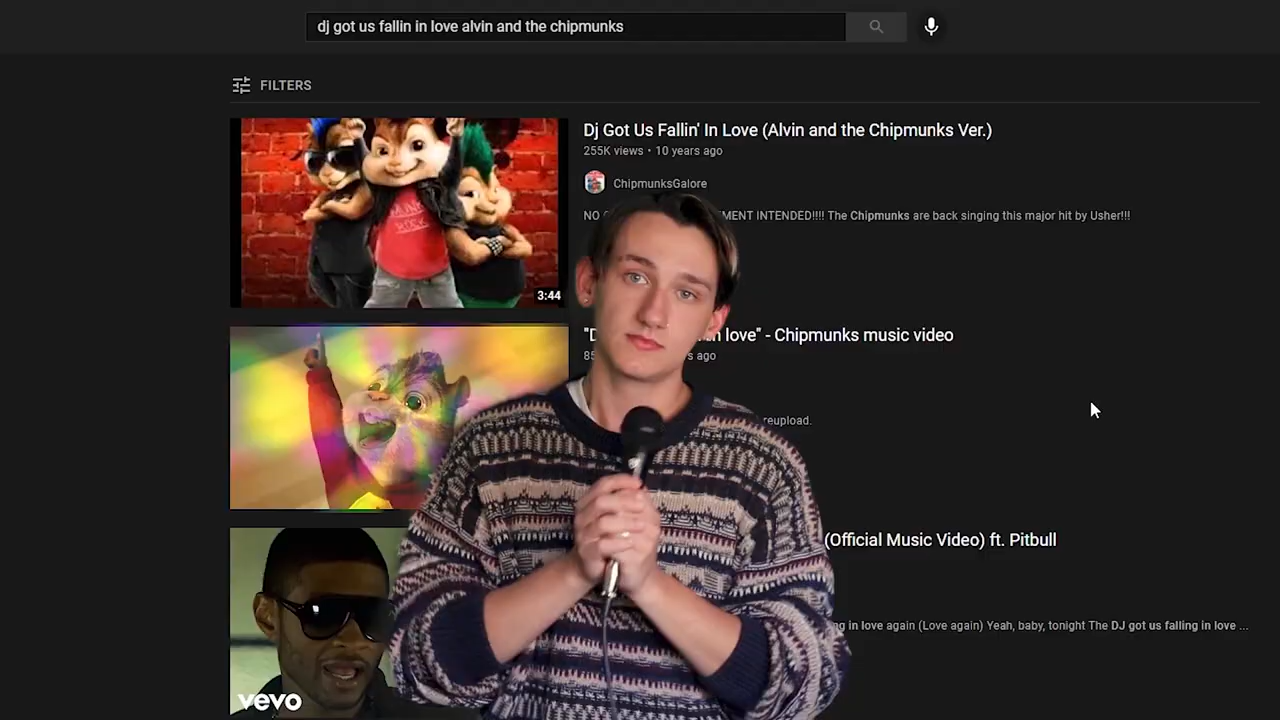 dj got us fallin in love alvin and the chipmunks
FILTERS
Dj Got Us Fallin' In Love (Alvin and the Chipmunks Ver.)
255K views • 10 years ago
ChipmunksGalore
NO MENT INTENDED!!!! The Chipmunks are back singing this major hit by Usher!!!
3:44
love" - Chipmunks music video
ago
reupload.
(Official Music Video) ft. Pitbull
in love again (Love again) Yeah, baby, tonight The DJ got us falling in love ...
vevo